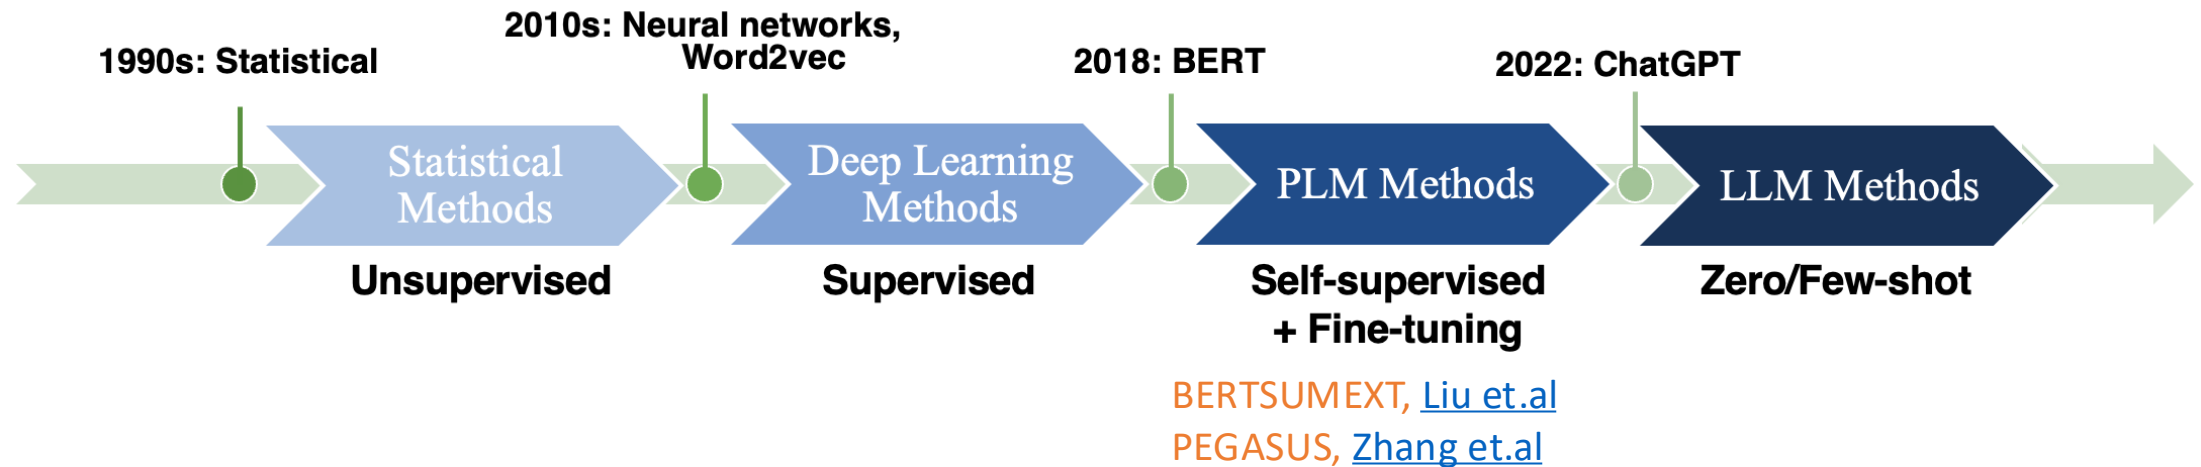 1990s: Statistical
2010s: Neural networks,
Word2vec
2018: BERT
2022: ChatGPT
Statistical
Methods
Deep Learning
Methods
PLM Methods
LLM Methods
Unsupervised
Supervised
Self-supervised
+ Fine-tuning
Zero/Few-shot
BERTSUMEXT, Liu et.al
PEGASUS, Zhang et.al